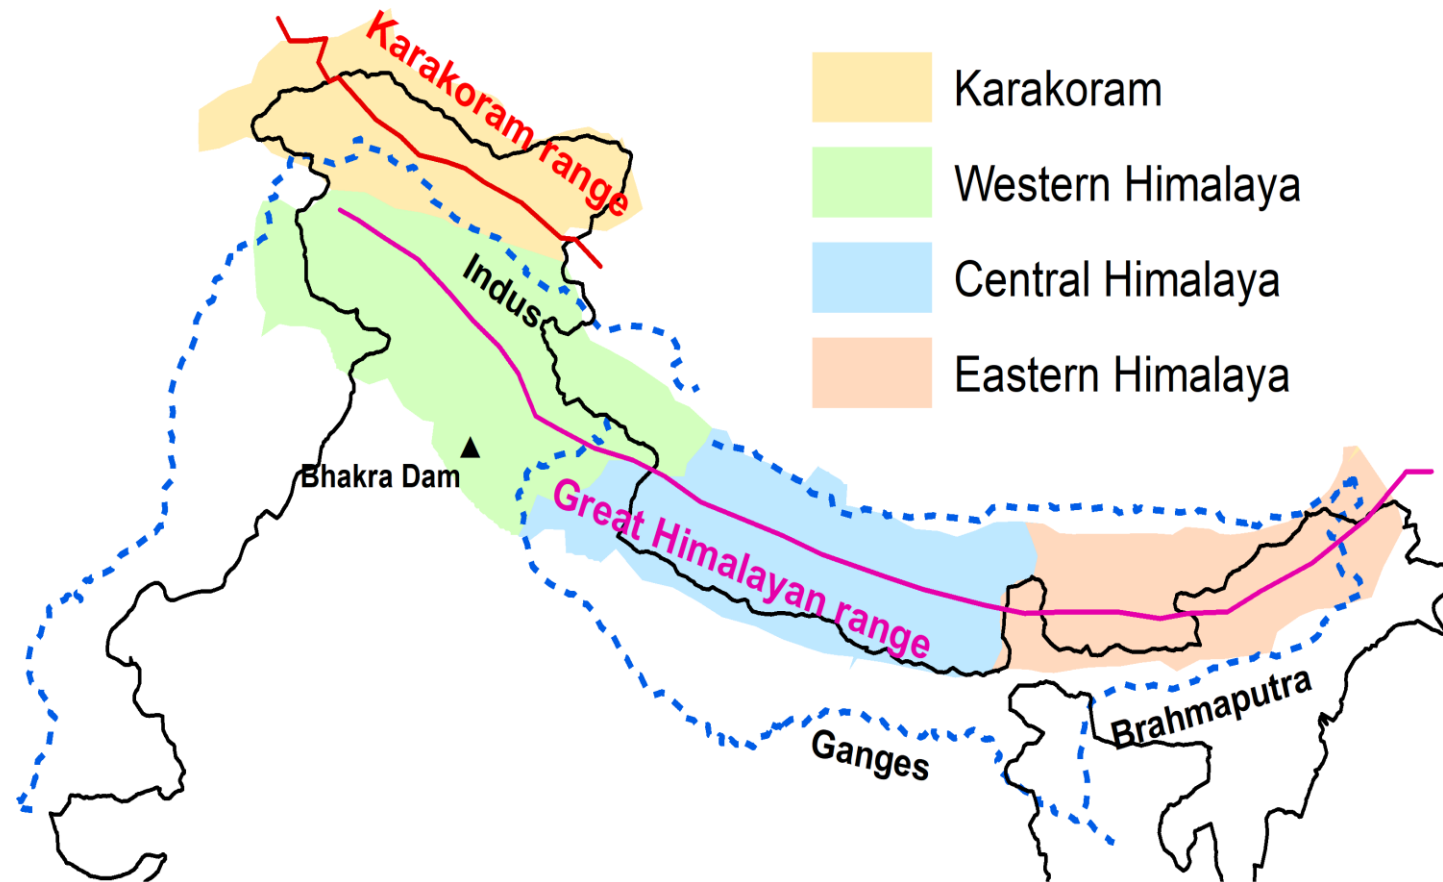 Karakoram range
Karakoram
Western Himalaya
Indus
Central Himalaya
Eastern Himalaya
Bhakra Dam
Great Himalayan range
Brahmaputra
Ganges